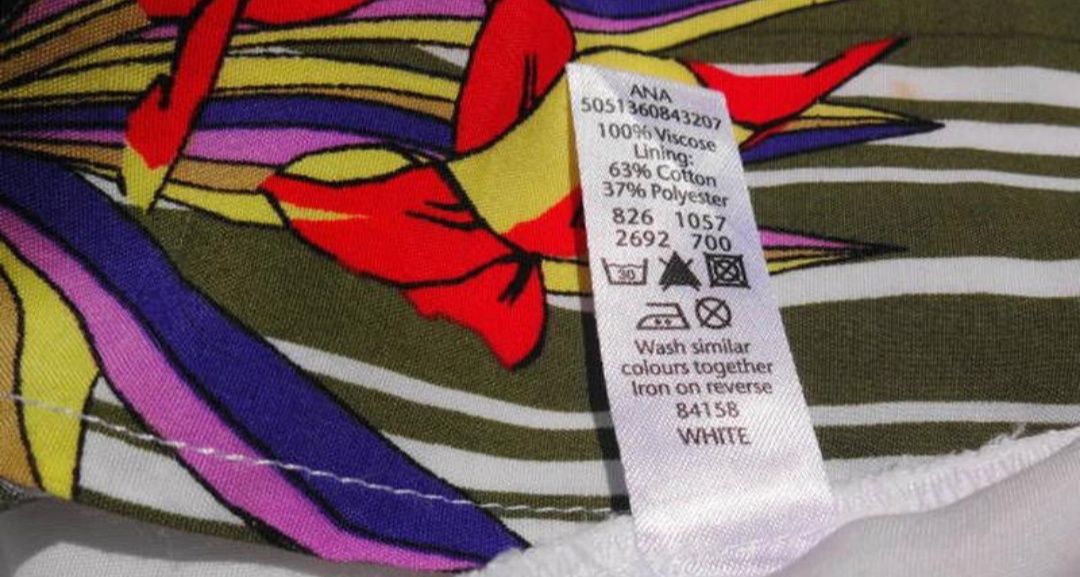 ANA
5051360843207
100% Viscose
Lining:
63% Cotton
37% Polyester
826 1057
2692 700
30
Wash similar
colours together
Iron on reverse
84158
WHITE